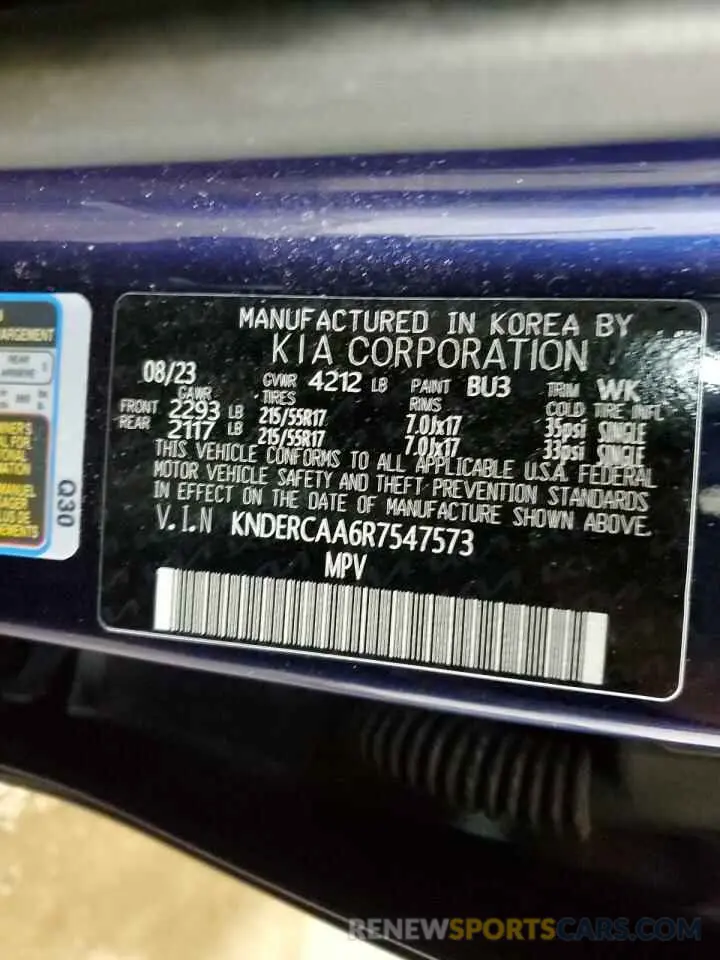 MANUFACTURED IN KOREA BY
KIA CORPORATION
08/23 GVWR 4212 LB PAINT BU3 TRIM WK
GAWR TIRES RIMS COLD TIRE INFL
FRONT 2293 LB 215/55R17 7.0Jx17 35psi SINGLE
REAR 2117 LB 215/55R17 7.0Jx17 33psi SINGLE
THIS VEHICLE CONFORMS TO ALL APPLICABLE U.S.A. FEDERAL
MOTOR VEHICLE SAFETY AND THEFT PREVENTION STANDARDS
IN EFFECT ON THE DATE OF MANUFACTURE SHOWN ABOVE.
V.I.N KNDERCAA6R7547573
MPV
REAR
Q30
RENEWSPORTSCARS.COM